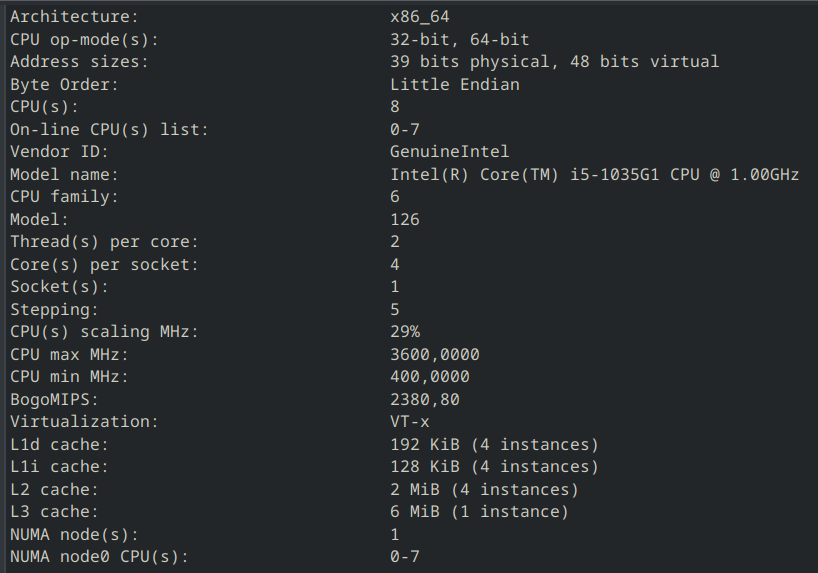 Architecture: x86_64
CPU op-mode(s): 32-bit, 64-bit
Address sizes: 39 bits physical, 48 bits virtual
Byte Order: Little Endian
CPU(s): 8
On-line CPU(s) list: 0-7
Vendor ID: GenuineIntel
Model name: Intel(R) Core(TM) i5-1035G1 CPU @ 1.00GHz
CPU family: 6
Model: 126
Thread(s) per core: 2
Core(s) per socket: 4
Socket(s): 1
Stepping: 5
CPU(s) scaling MHz: 29%
CPU max MHz: 3600,0000
CPU min MHz: 400,0000
BogoMIPS: 2380,80
Virtualization: VT-x
L1d cache: 192 KiB (4 instances)
L1i cache: 128 KiB (4 instances)
L2 cache: 2 MiB (4 instances)
L3 cache: 6 MiB (1 instance)
NUMA node(s): 1
NUMA node0 CPU(s): 0-7